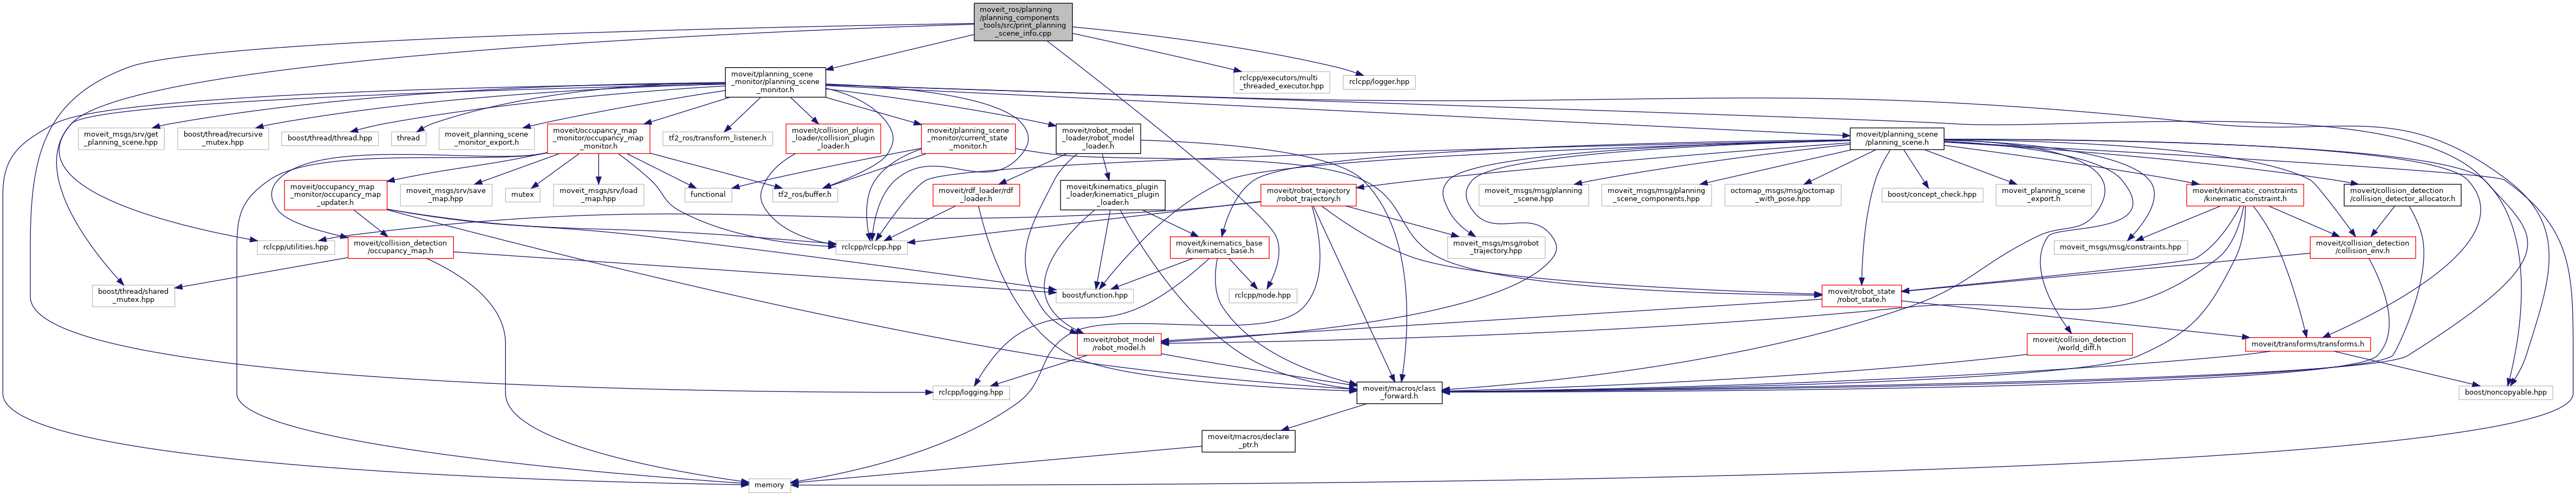 moveit_ros/planning
/planning_components
_tools/src/print_planning
_scene_info.cpp
moveit/planning_scene
_monitor/planning_scene
_monitor.h
rclcpp/executors/multi
_threaded_executor.hpp
rclcpp/logger.hpp
moveit_msgs/srv/get
_planning_scene.hpp
boost/thread/recursive
_mutex.hpp
boost/thread/thread.hpp
thread
moveit_planning_scene
_monitor_export.h
moveit/occupancy_map
_monitor/occupancy_map
_monitor.h
tf2_ros/transform_listener.h
moveit/collision_plugin
_loader/collision_plugin
_loader.h
moveit/planning_scene
_monitor/current_state
_monitor.h
moveit/robot_model
_loader/robot_model
_loader.h
moveit/planning_scene
/planning_scene.h
moveit/occupancy_map
_monitor/occupancy_map
_updater.h
moveit_msgs/srv/save
_map.hpp
mutex
moveit_msgs/srv/load
_map.hpp
functional
tf2_ros/buffer.h
moveit/rdf_loader/rdf
_loader.h
moveit/kinematics_plugin
_loader/kinematics_plugin
_loader.h
moveit/robot_trajectory
/robot_trajectory.h
moveit_msgs/msg/planning
_scene.hpp
moveit_msgs/msg/planning
_scene_components.hpp
octomap_msgs/msg/octomap
_with_pose.hpp
boost/concept_check.hpp
moveit_planning_scene
_export.h
moveit/kinematic_constraints
/kinematic_constraint.h
moveit/collision_detection
/collision_detector_allocator.h
rclcpp/utilities.hpp
moveit/collision_detection
/occupancy_map.h
rclcpp/rclcpp.hpp
moveit/kinematics_base
/kinematics_base.h
moveit_msgs/msg/robot
_trajectory.hpp
moveit_msgs/msg/constraints.hpp
moveit/collision_detection
/collision_env.h
boost/thread/shared
_mutex.hpp
boost/function.hpp
rclcpp/node.hpp
moveit/robot_state
/robot_state.h
moveit/robot_model
/robot_model.h
moveit/collision_detection
/world_diff.h
moveit/transforms/transforms.h
rclcpp/logging.hpp
moveit/macros/class
_forward.h
boost/noncopyable.hpp
moveit/macros/declare
_ptr.h
memory